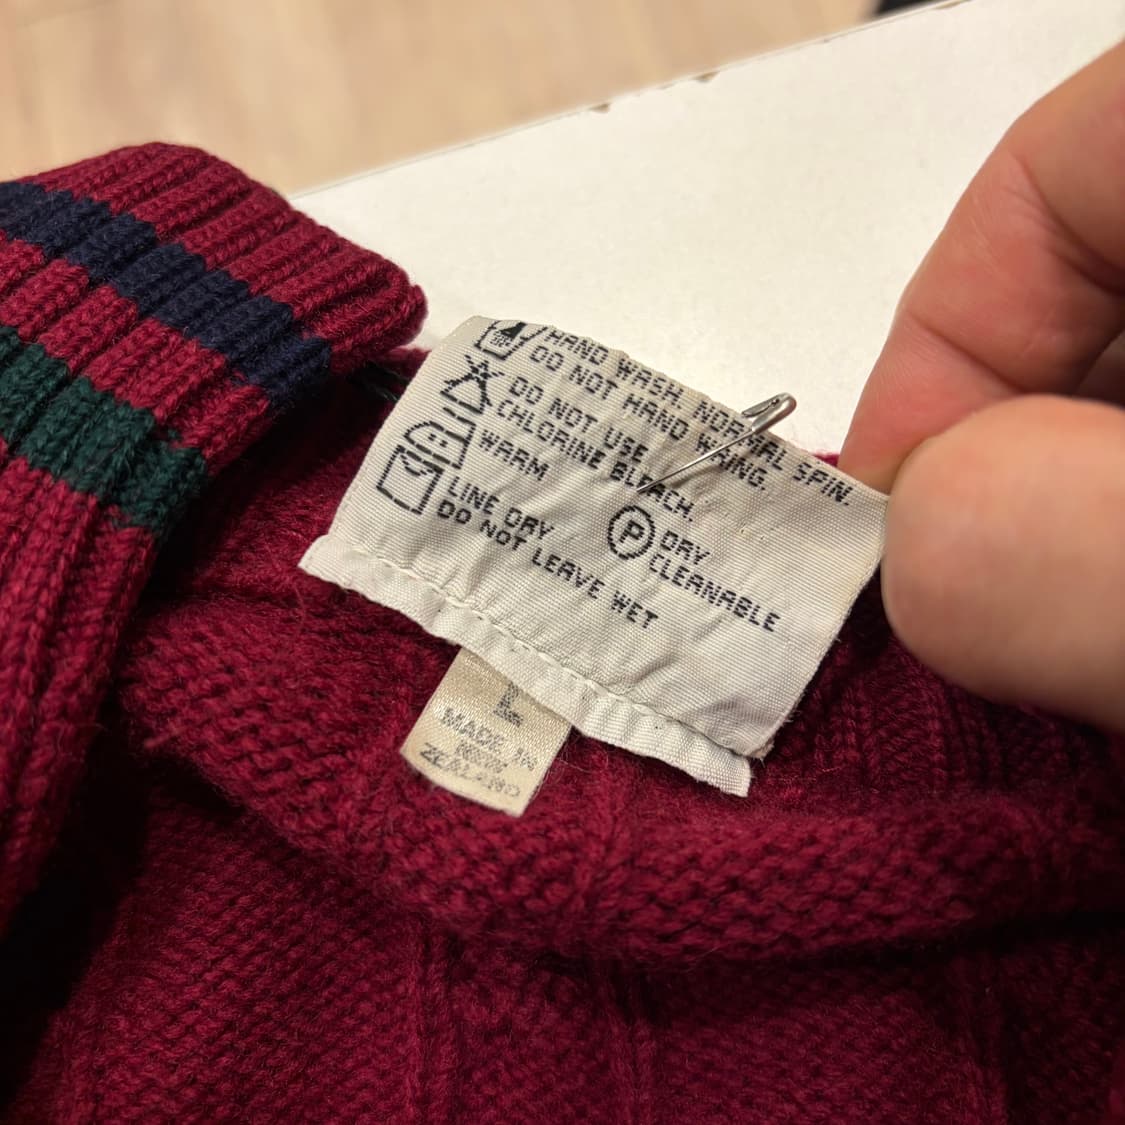 HAND WASH. NORMAL SPIN.
DO NOT HAND WRING.
DO NOT USE
CHLORINE BLEACH.
WARM
P DRY
CLEANABLE
LINE DRY
DO NOT LEAVE WET
L
MADE IN
NEW
ZEALAND